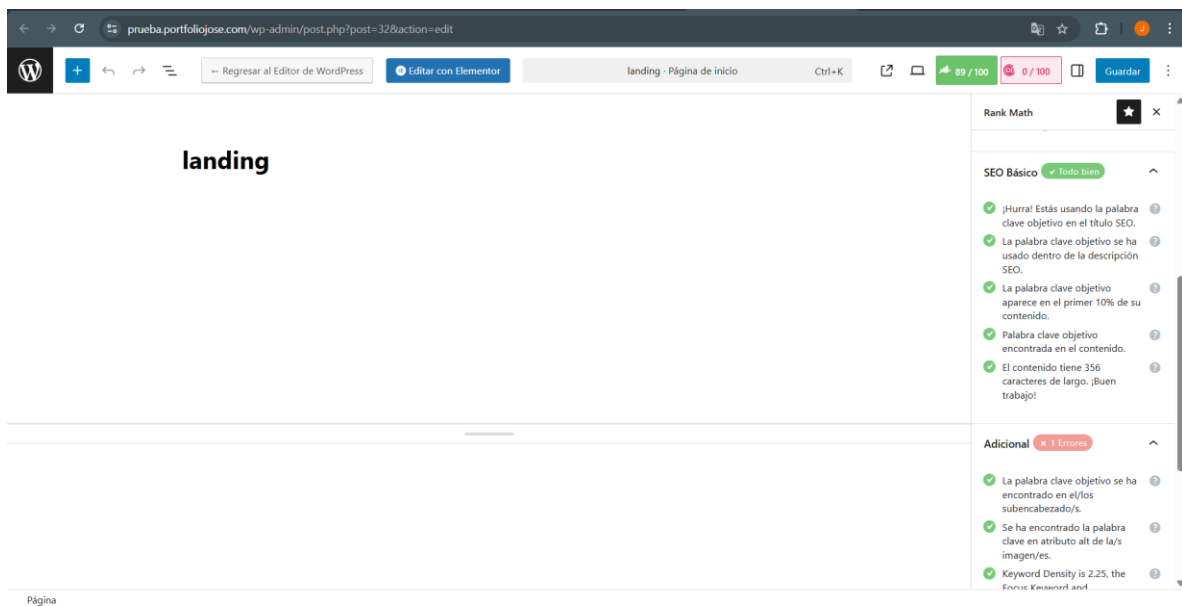 prueba.portfoliojose.com/wp-admin/post.php?post=32&action=edit
J
← Regresar al Editor de WordPress
Editar con Elementor
landing · Página de inicio
Ctrl+K
89 / 100
0 / 100
Guardar
Rank Math
landing
SEO Básico
Todo bien
¡Hurra! Estás usando la palabra
clave objetivo en el título SEO.
La palabra clave objetivo se ha
usado dentro de la descripción
SEO.
La palabra clave objetivo
aparece en el primer 10% de su
contenido.
Palabra clave objetivo
encontrada en el contenido.
El contenido tiene 356
caracteres de largo. ¡Buen
trabajo!
Adicional
× 1 Errores
La palabra clave objetivo se ha
encontrado en el/los
subencabezado/s.
Se ha encontrado la palabra
clave en atributo alt de la/s
imagen/es.
Keyword Density is 2.25, the
Focus Keyword and
Página